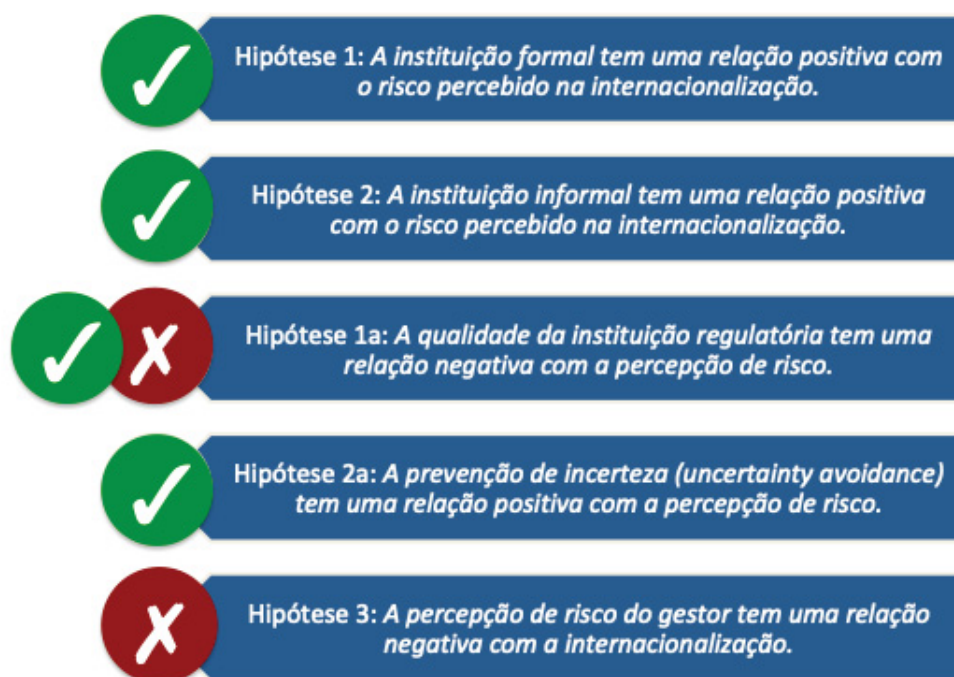 Hipótese 1: A instituição formal tem uma relação positiva com
o risco percebido na internacionalização.
Hipótese 2: A instituição informal tem uma relação positiva
com o risco percebido na internacionalização.
Hipótese 1a: A qualidade da instituição regulatória tem uma
relação negativa com a percepção de risco.
Hipótese 2a: A prevenção de incerteza (uncertainty avoidance)
tem uma relação positiva com a percepção de risco.
Hipótese 3: A percepção de risco do gestor tem uma relação
negativa com a internacionalização.